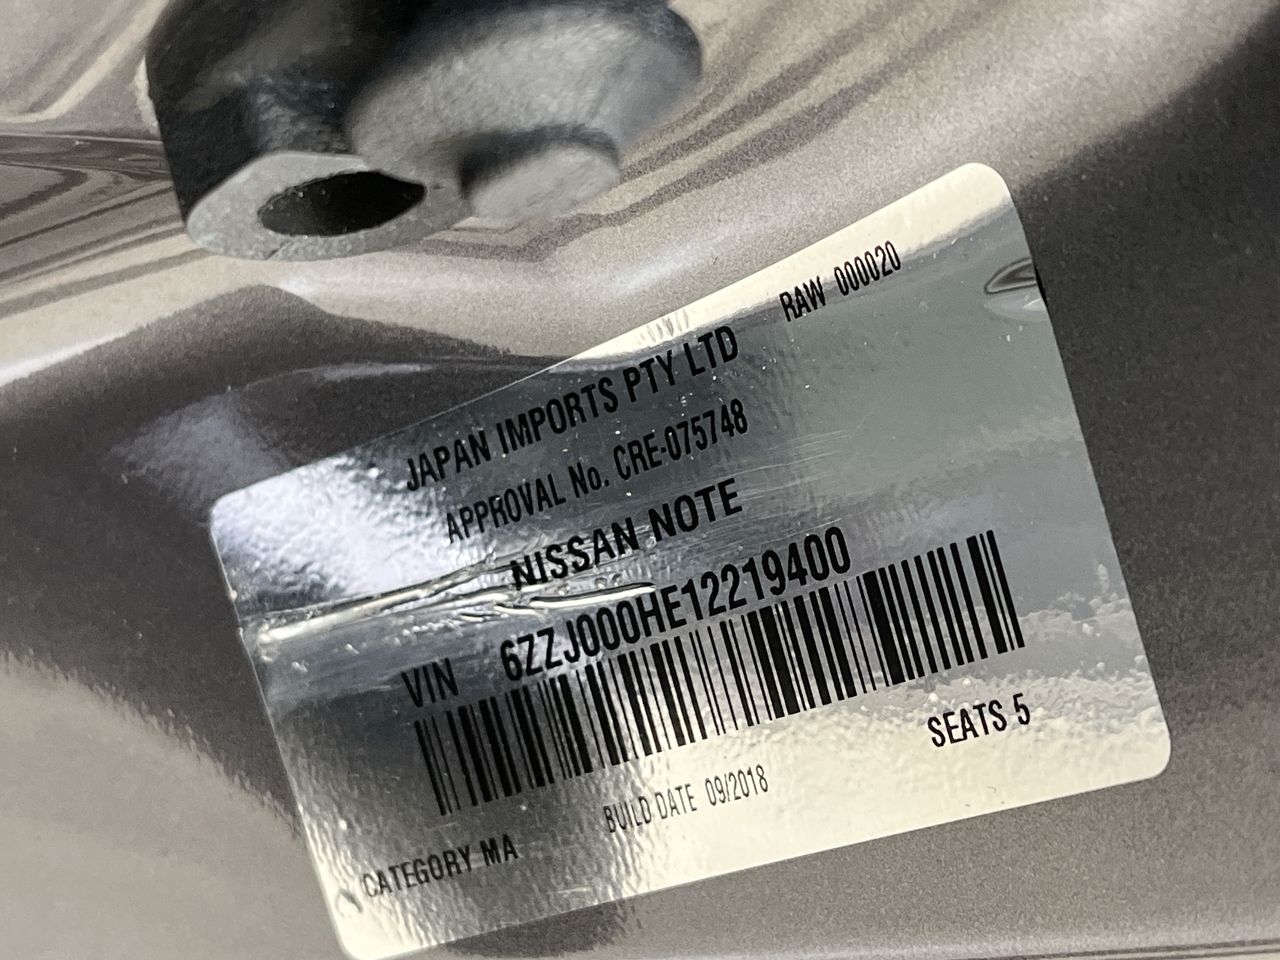 JAPAN IMPORTS PTY LTD RAW 000020
APPROVAL No. CRE-075748
NISSAN NOTE
VIN 6ZZJ000HE12219400
SEATS 5
BUILD DATE 09/2018
CATEGORY MA